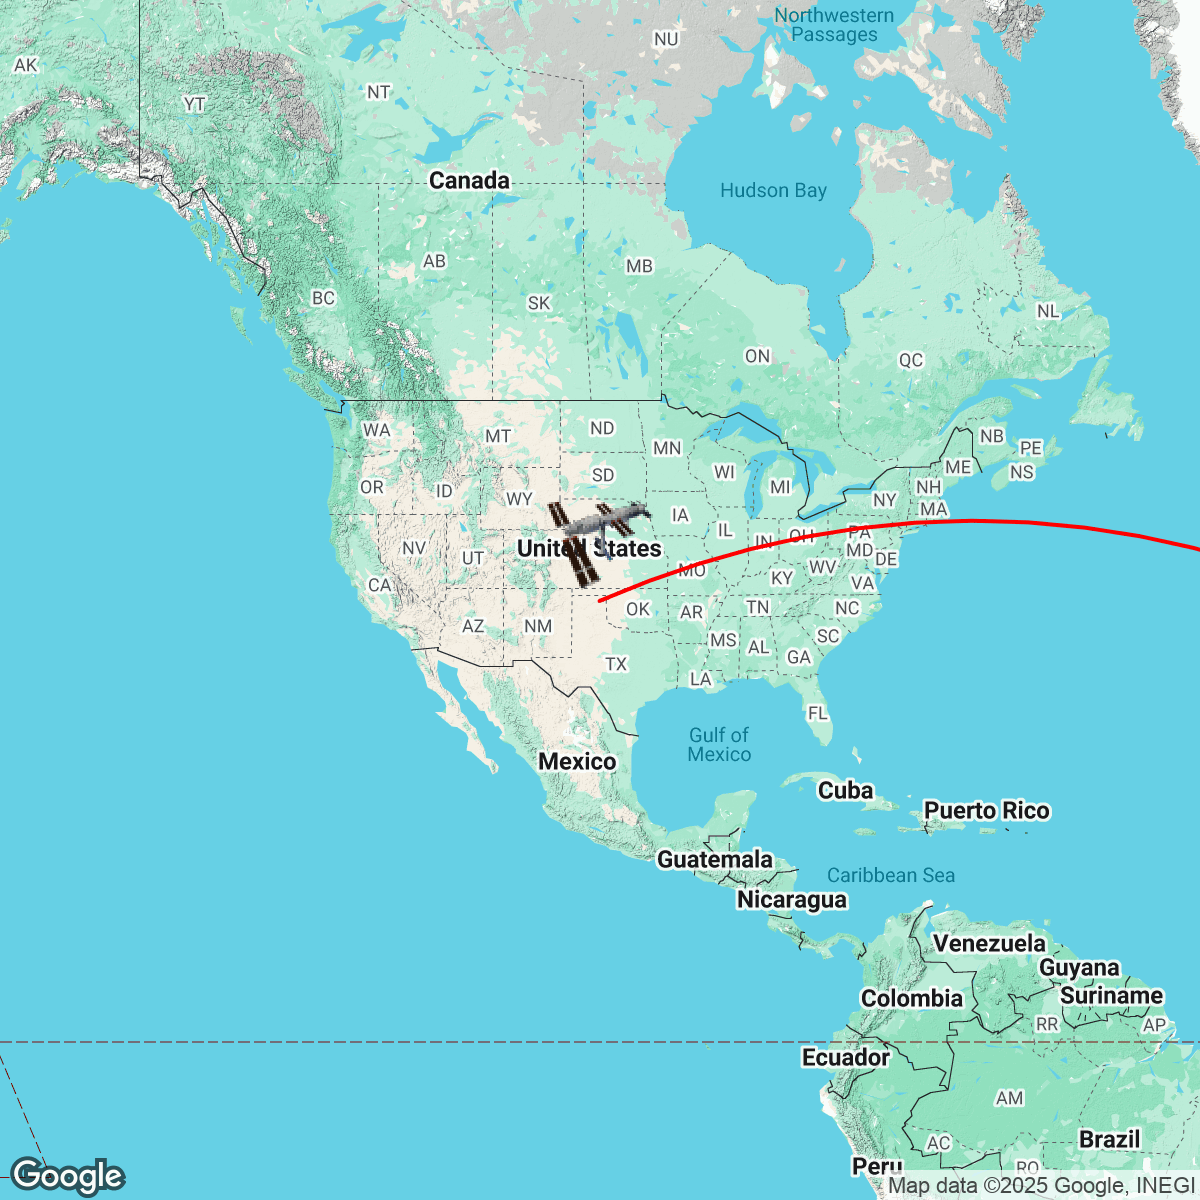 Northwestern
Passages
NU
AK
NT
YT
Canada
Hudson Bay
AB
MB
BC
SK
NL
ON
QC
WA
ND
MT
MN
NB
PE
NS
ME
WI
SD
MI
OR
ID
WY
NH
NY
MA
IA
IL
IN
OH
PA
NV
UT
United States
MD
DE
MO
WV
KY
VA
CA
AZ
NM
OK
AR
TN
NC
MS
AL
SC
GA
TX
LA
FL
Gulf of
Mexico
Mexico
Cuba
Puerto Rico
Guatemala
Caribbean Sea
Nicaragua
Venezuela
Guyana
Colombia
Suriname
RR
AP
Ecuador
AM
AC
Brazil
Peru
RO
Google
Map data ©2025 Google, INEGI